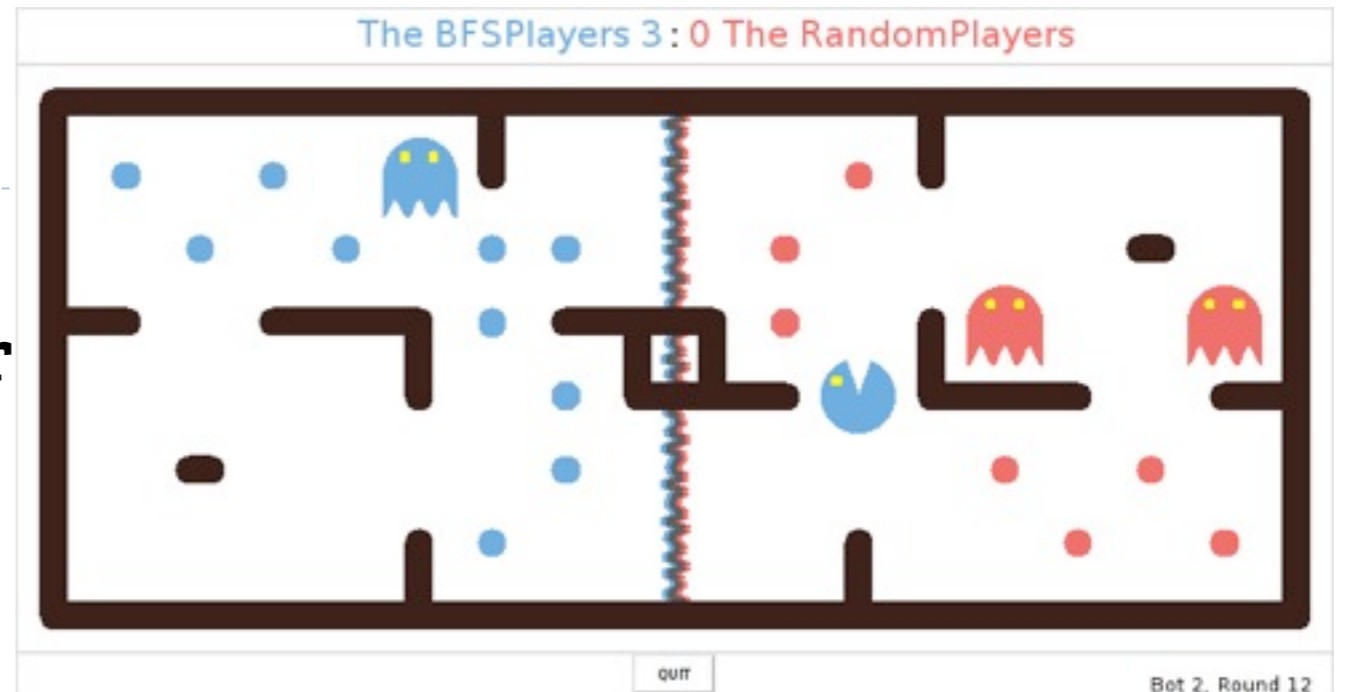 The BFSPlayers 3:0 The RandomPlayers
QUIT
Bot 2, Round 12